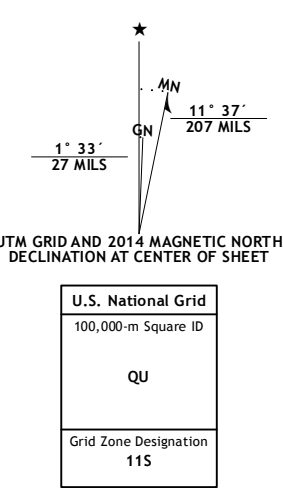 ★
MN
GN
11° 37´
207 MILS
1° 33´
27 MILS
UTM GRID AND 2014 MAGNETIC NORTH
DECLINATION AT CENTER OF SHEET
U.S. National Grid
100,000-m Square ID
QU
Grid Zone Designation
11S